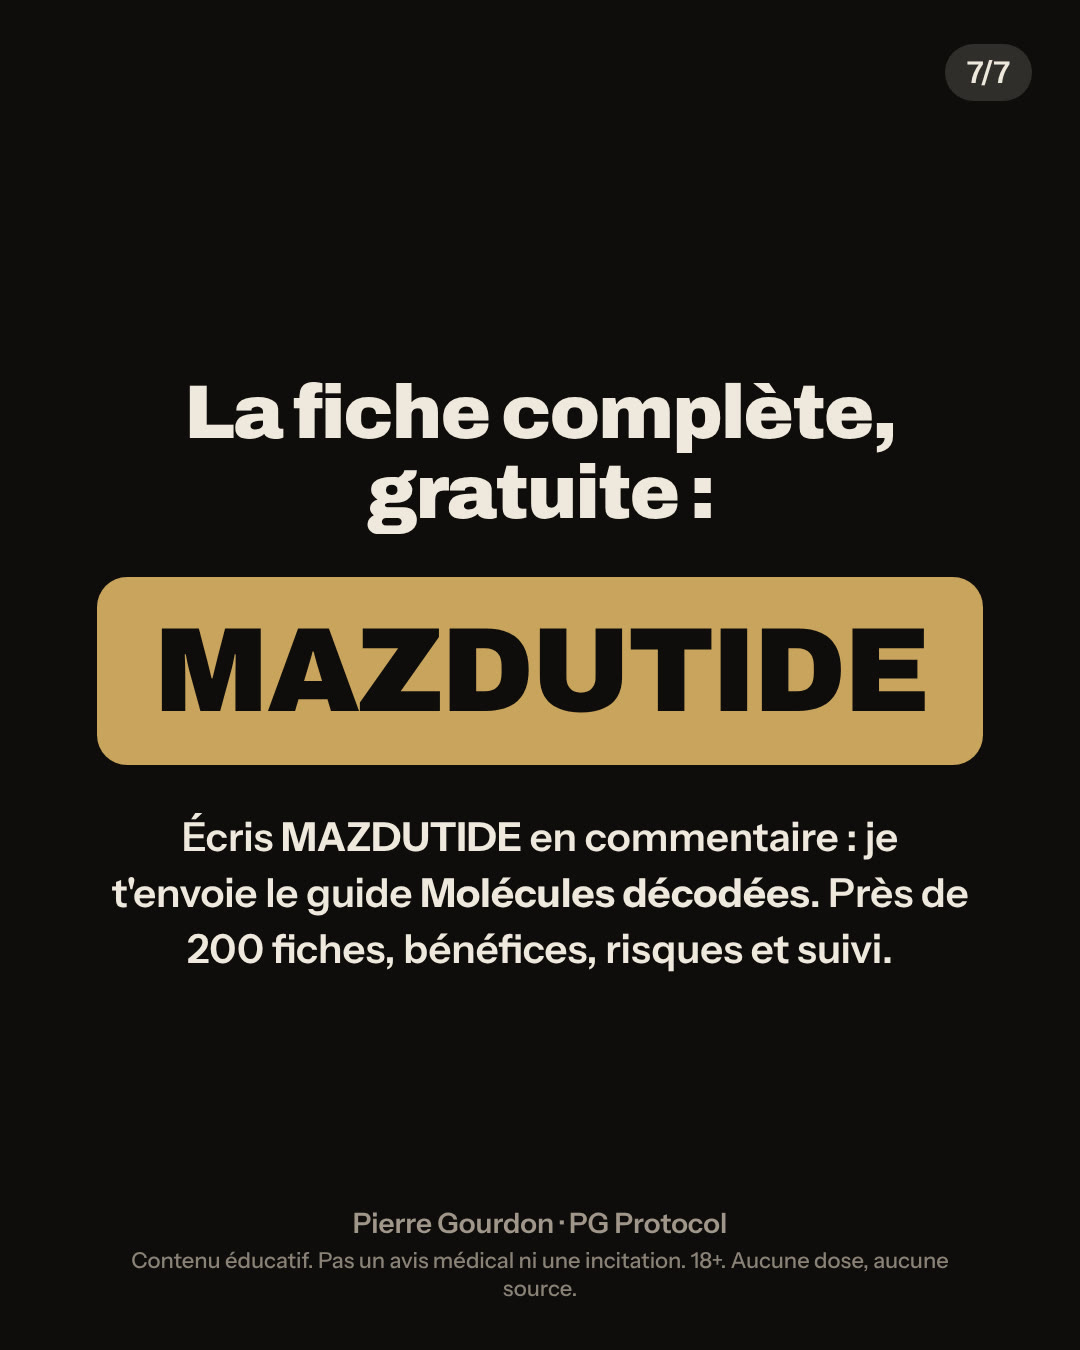 7/7
La fiche complète,
gratuite :
MAZDUTIDE
Écris MAZDUTIDE en commentaire : je
t'envoie le guide Molécules décodées. Près de
200 fiches, bénéfices, risques et suivi.
Pierre Gourdon · PG Protocol
Contenu éducatif. Pas un avis médical ni une incitation. 18+. Aucune dose, aucune
source.